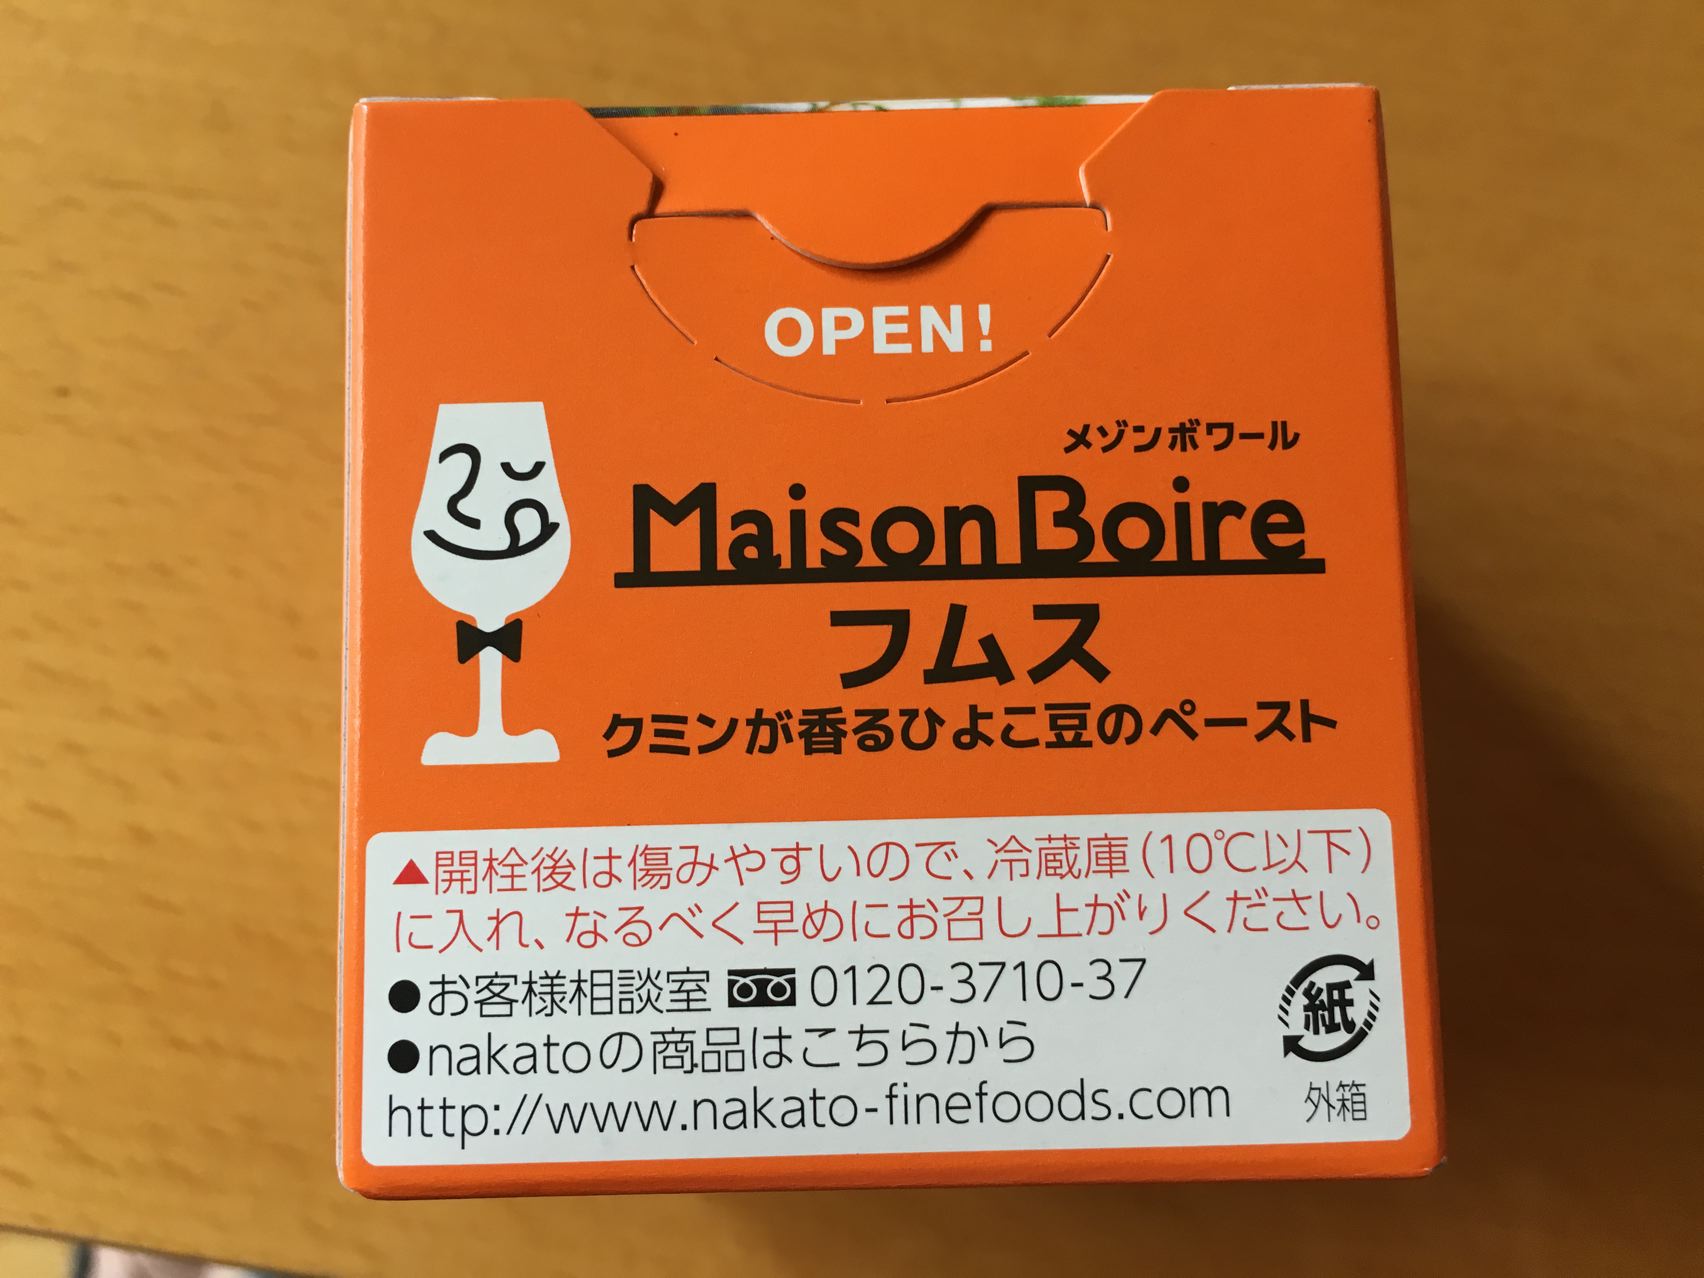 OPEN!
メゾンボワール
Maison Boire
フムス
クミンが香るひよこ豆のペースト
▲開栓後は傷みやすいので、冷蔵庫(10℃以下)
に入れ、なるべく早めにお召し上がりください。
●お客様相談室 0120-3710-37
●nakatoの商品はこちらから
http://www.nakato-finefoods.com
紙
外箱